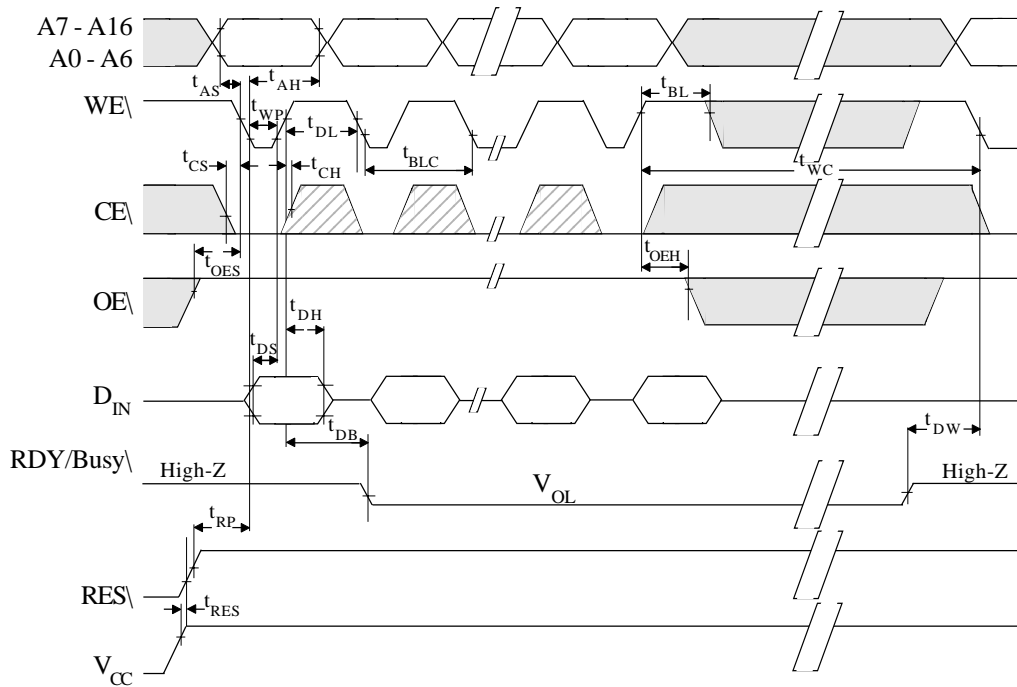 A7 - A16
A0 - A6
tAS
tAH
WE\
tWP
tDL
tBL
tBLC
tCS
tCH
tWC
CE\
tOES
tOEH
OE\
tDH
tDS
DIN
tDB
tDW
RDY/Busy\
High-Z
VOL
High-Z
tRP
RES\
tRES
VCC